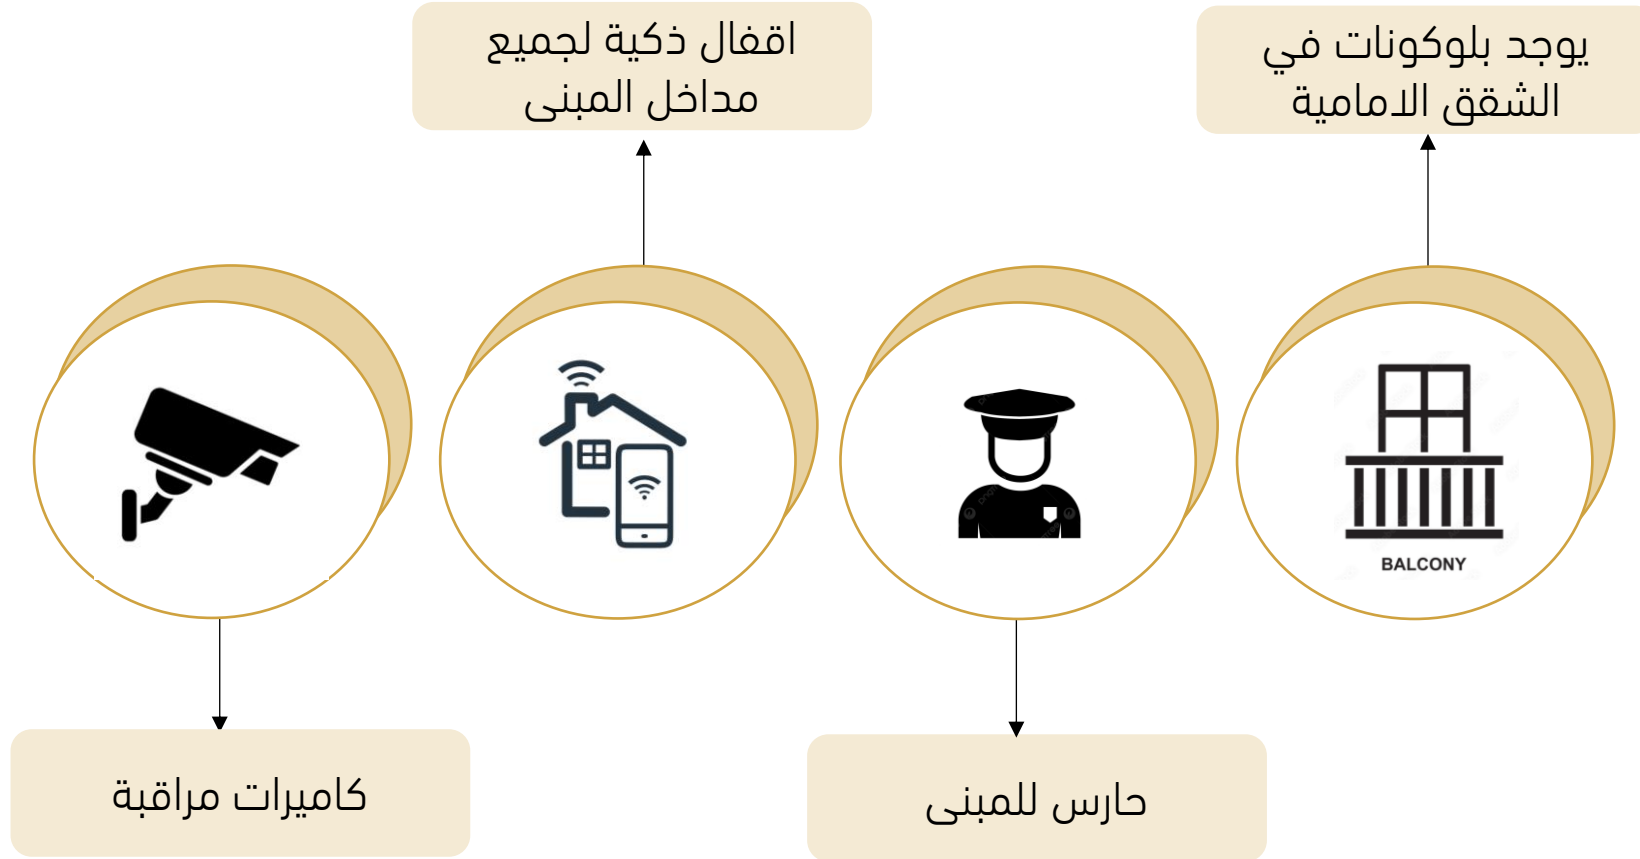 يوجد بلوكونات في
الشقق الامامية
اقفال ذكية لجميع
مداخل المبنى
BALCONY
حارس للمبنى
كاميرات مراقبة